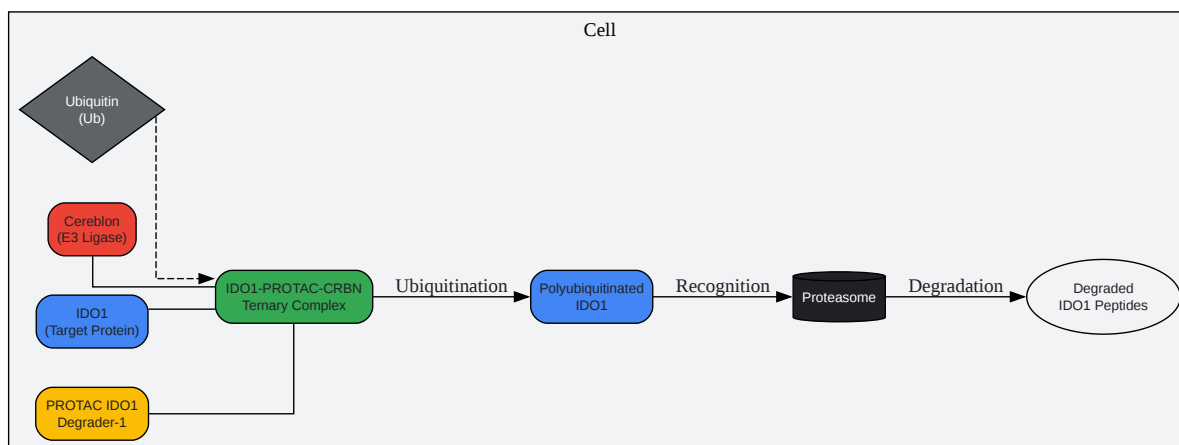 Cell
Ubiquitin
(Ub)
Cereblon
(E3 Ligase)
IDO1
(Target Protein)
PROTAC IDO1
Degrader-1
IDO1-PROTAC-CRBN
Ternary Complex
Ubiquitination
Polyubiquitinated
IDO1
Recognition
Proteasome
Degradation
Degraded
IDO1 Peptides